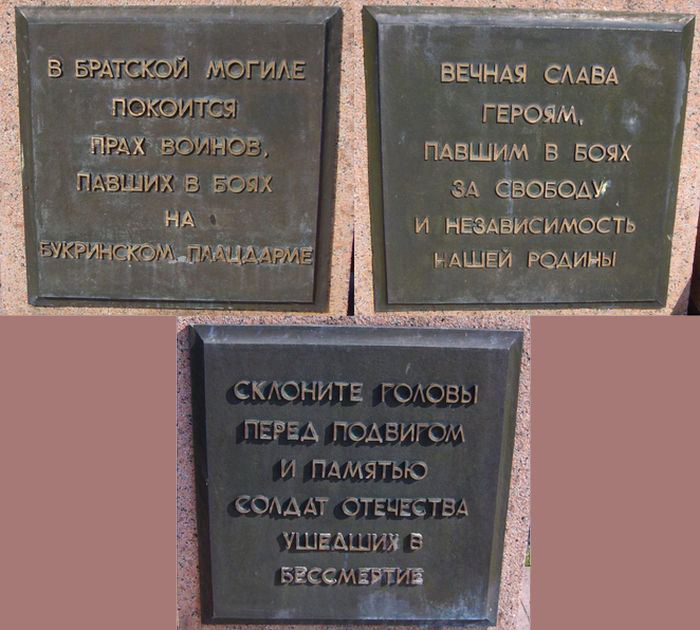 В БРАТСКОЙ МОГИЛЕ
ПОКОИТСЯ
ПРАХ ВОИНОВ,
ПАВШИХ В БОЯХ
НА
БУКРИНСКОМ ПЛАЦДАРМЕ
ВЕЧНАЯ СЛАВА
ГЕРОЯМ,
ПАВШИМ В БОЯХ
ЗА СВОБОДУ
И НЕЗАВИСИМОСТЬ
НАШЕЙ РОДИНЫ
СКЛОНИТЕ ГОЛОВЫ
ПЕРЕД ПОДВИГОМ
И ПАМЯТЬЮ
СОЛДАТ ОТЕЧЕСТВА
УШЕДШИХ В
БЕССМЕРТИЕ